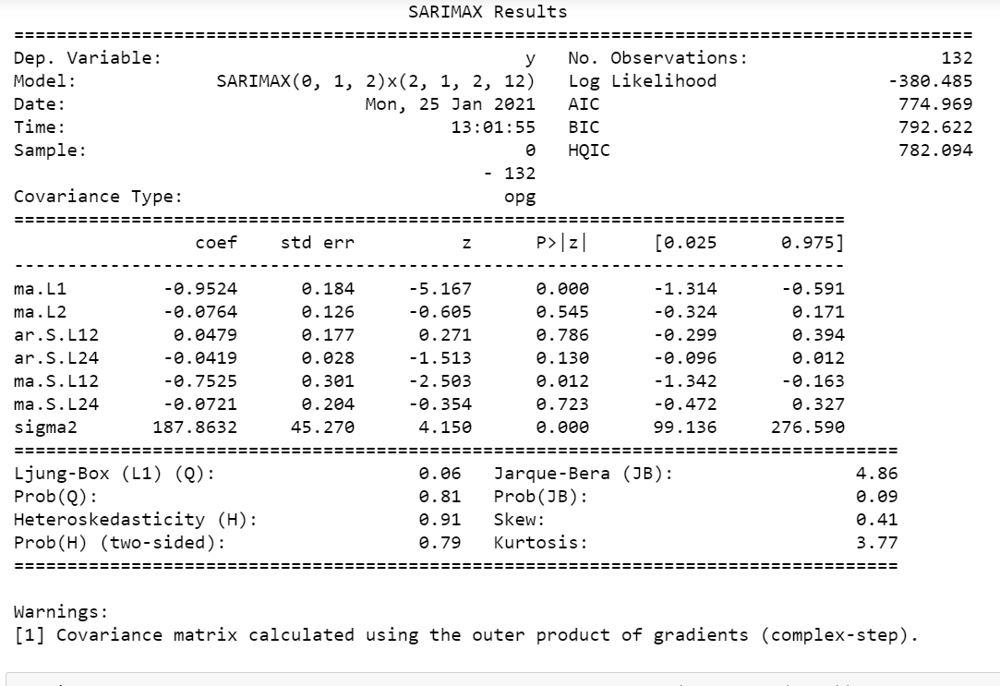 SARIMAX Results
==========================================================================================
Dep. Variable: y No. Observations: 132
Model: SARIMAX(0, 1, 2)x(2, 1, 2, 12) Log Likelihood -380.485
Date: Mon, 25 Jan 2021 AIC 774.969
Time: 13:01:55 BIC 792.622
Sample: 0 HQIC 782.094
- 132
Covariance Type: opg
==============================================================================
coef std err z P>|z| [0.025 0.975]
------------------------------------------------------------------------------
ma.L1 -0.9524 0.184 -5.167 0.000 -1.314 -0.591
ma.L2 -0.0764 0.126 -0.605 0.545 -0.324 0.171
ar.S.L12 0.0479 0.177 0.271 0.786 -0.299 0.394
ar.S.L24 -0.0419 0.028 -1.513 0.130 -0.096 0.012
ma.S.L12 -0.7525 0.301 -2.503 0.012 -1.342 -0.163
ma.S.L24 -0.0721 0.204 -0.354 0.723 -0.472 0.327
sigma2 187.8632 45.270 4.150 0.000 99.136 276.590
===================================================================================
Ljung-Box (L1) (Q): 0.06 Jarque-Bera (JB): 4.86
Prob(Q): 0.81 Prob(JB): 0.09
Heteroskedasticity (H): 0.91 Skew: 0.41
Prob(H) (two-sided): 0.79 Kurtosis: 3.77
===================================================================================
Warnings:
[1] Covariance matrix calculated using the outer product of gradients (complex-step).